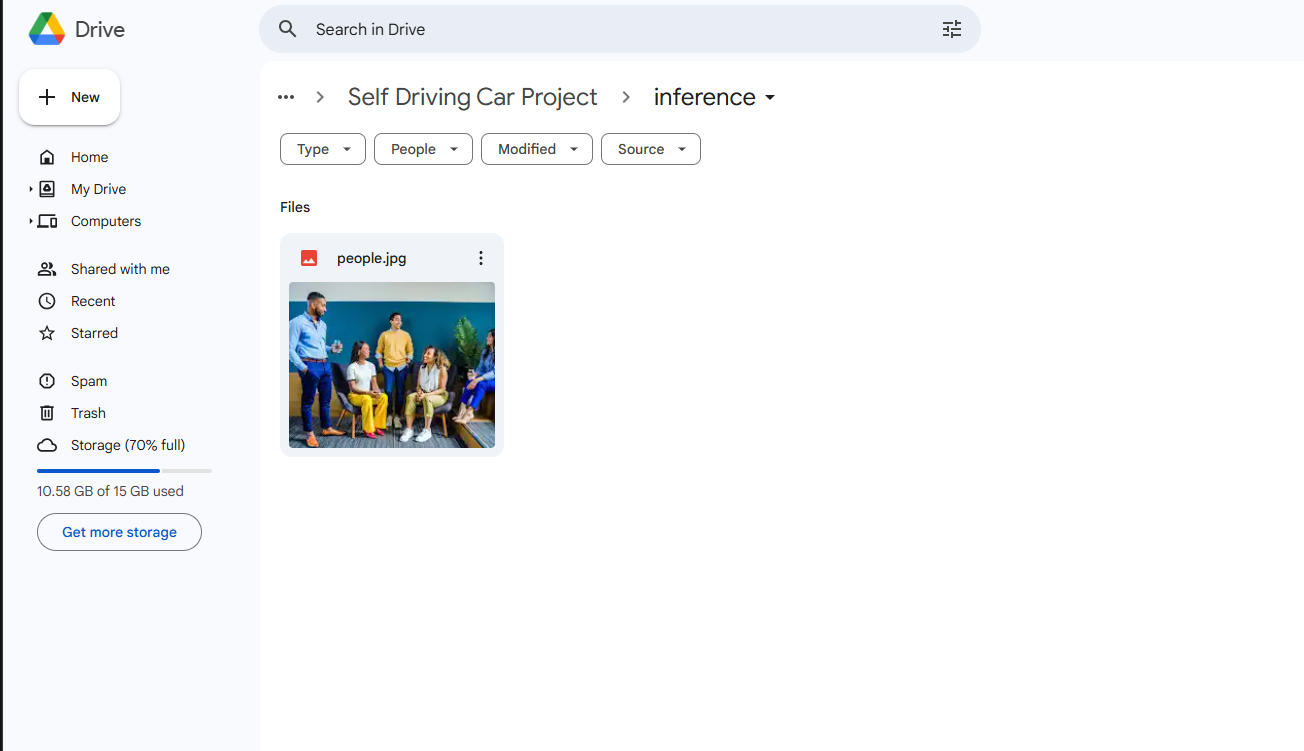 Drive
Search in Drive
New
Self Driving Car Project
inference
Type
People
Modified
Source
Home
My Drive
Computers
Shared with me
Recent
Starred
Spam
Trash
Storage (70% full)
10.58 GB of 15 GB used
Get more storage
Files
people.jpg